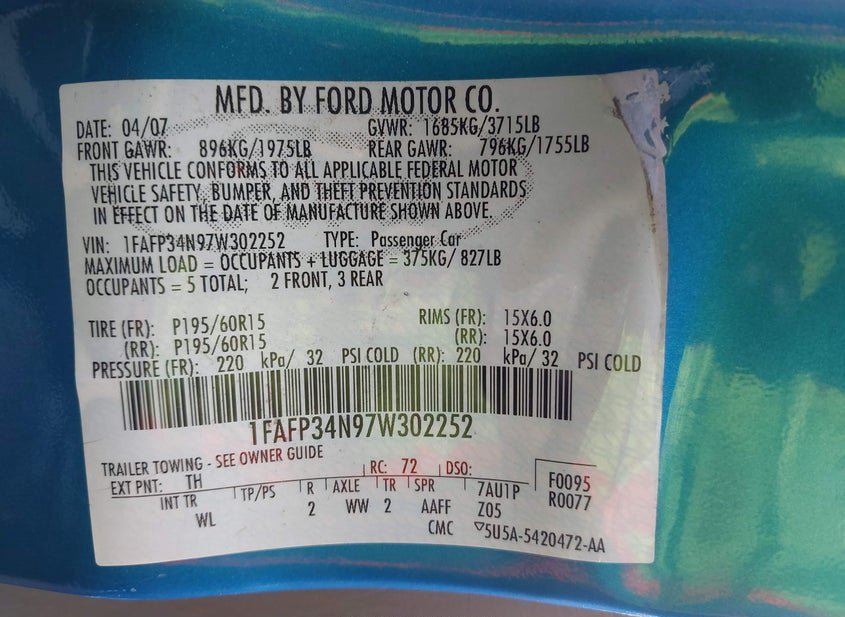 MFD. BY FORD MOTOR CO.
DATE: 04/07 GVWR: 1685KG/3715LB
FRONT GAWR: 896KG/1975LB REAR GAWR: 796KG/1755LB
THIS VEHICLE CONFORMS TO ALL APPLICABLE FEDERAL MOTOR
VEHICLE SAFETY, BUMPER, AND THEFT PREVENTION STANDARDS
IN EFFECT ON THE DATE OF MANUFACTURE SHOWN ABOVE.
VIN: 1FAFP34N97W302252 TYPE: Passenger Car
MAXIMUM LOAD = OCCUPANTS + LUGGAGE = 375KG/ 827LB
OCCUPANTS = 5 TOTAL; 2 FRONT, 3 REAR
TIRE (FR): P195/60R15 RIMS (FR): 15X6.0
(RR): P195/60R15 (RR): 15X6.0
PRESSURE (FR): 220 kPa/ 32 PSI COLD (RR): 220 kPa/ 32 PSI COLD
1FAFP34N97W302252
TRAILER TOWING - SEE OWNER GUIDE
EXT PNT: TH RC: 72 DSO: F0095
INT TR TP/PS R AXLE TR SPR 7AU1P R0077
WL 2 WW 2 AAFF Z05
CMC ▽5U5A-5420472-AA